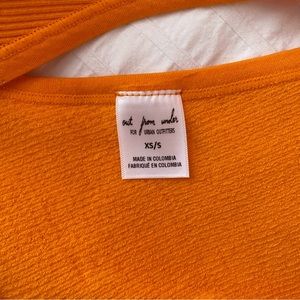 out from under
FOR URBAN OUTFITTERS
XS/S
MADE IN COLOMBIA
FABRIQUÉ EN COLOMBIE